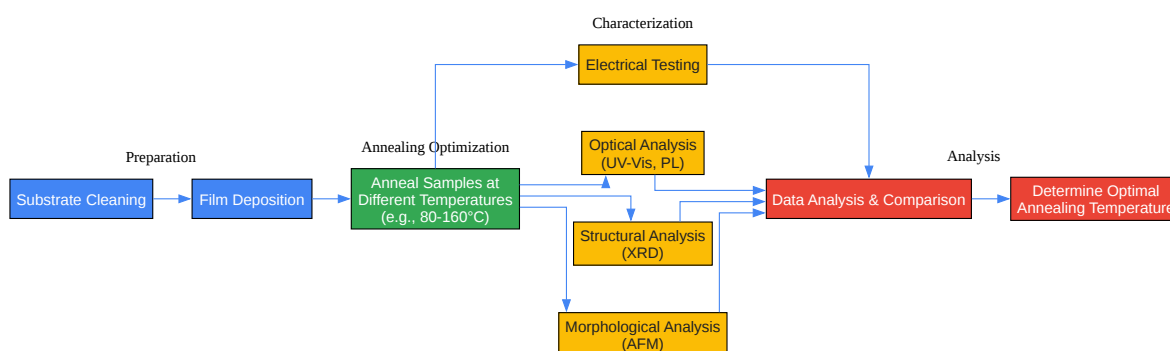 Characterization
Electrical Testing
Annealing Optimization
Optical Analysis
(UV-Vis, PL)
Preparation
Analysis
Substrate Cleaning
Film Deposition
Anneal Samples at
Different Temperatures
(e.g., 80-160°C)
Data Analysis & Comparison
Determine Optimal
Annealing Temperature
Structural Analysis
(XRD)
Morphological Analysis
(AFM)